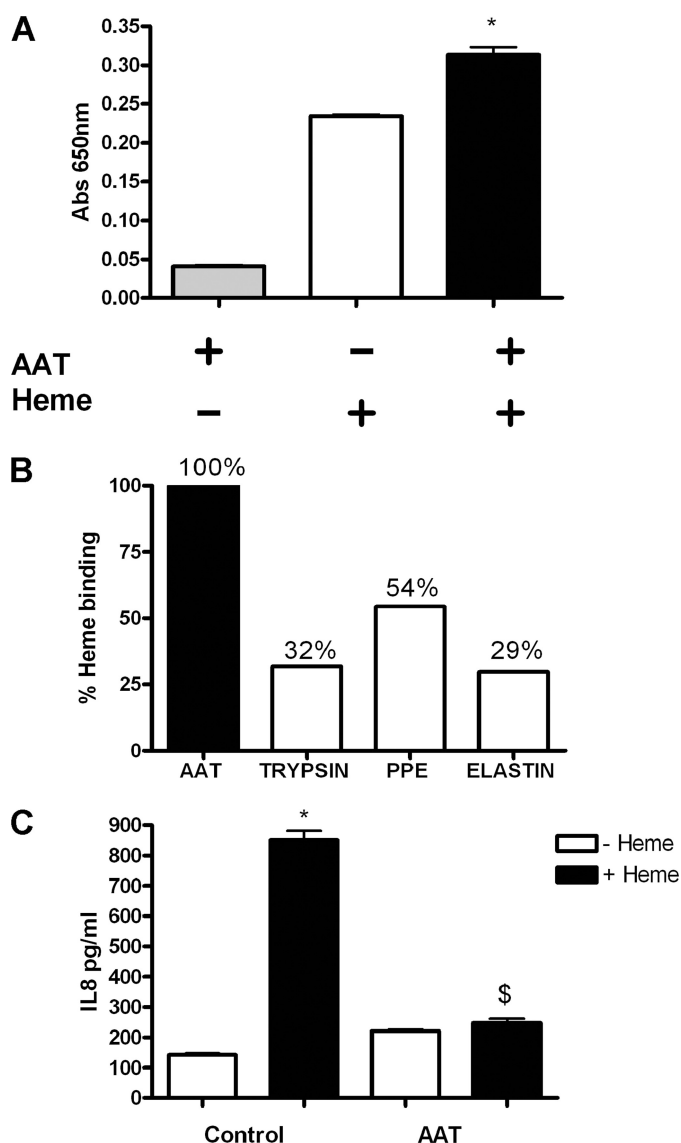 A
0.35
0.30
0.25
0.20
0.15
0.10
0.05
0.00
Abs 650nm
*
AAT + − +
Heme − + +
B
100
75
50
25
0
% Heme binding
100%
32%
54%
29%
AAT TRYPSIN PPE ELASTIN
C
900
800
700
600
500
400
300
200
100
0
IL8 pg/ml
*
$
- Heme
+ Heme
Control AAT